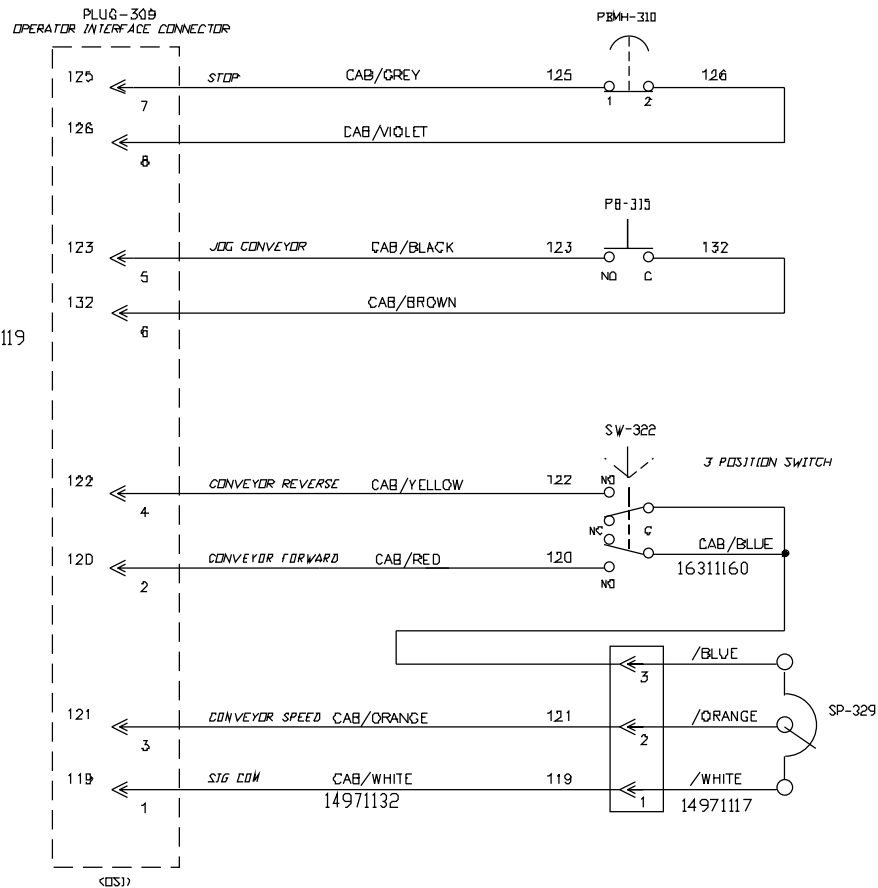 PLUG-309
OPERATOR INTERFACE CONNECTOR
PBMH-310
125 STOP CAB/GREY 125 126
7 1 2
126 CAB/VIOLET
8
PB-315
123 JOG CONVEYOR CAB/BLACK 123 132
5 NO C
132 CAB/BROWN
6
119
SW-322
3 POSITION SWITCH
122 CONVEYOR REVERSE CAB/YELLOW 122 NO
4
NC C
CAB/BLUE
120 CONVEYOR FORWARD CAB/RED 120
16311160
2 NO
/BLUE
3
121 CONVEYOR SPEED CAB/ORANGE 121 /ORANGE SP-329
3 2
119 SIG COM CAB/WHITE 119 /WHITE
1 14971132 1 14971117
(OSI)